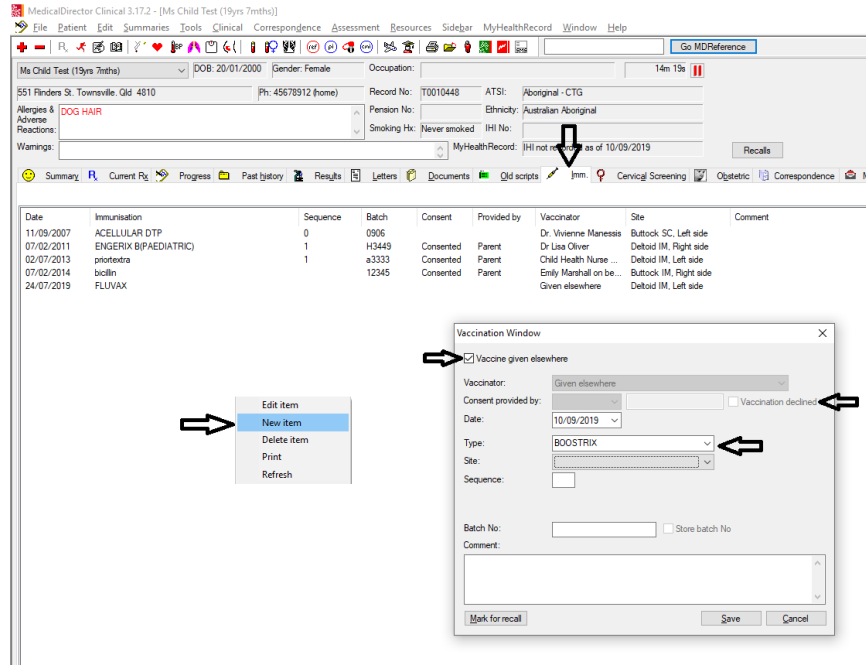 MedicalDirector Clinical 3.17.2 - [Ms Child Test (19yrs 7mths)]
File Patient Edit Summaries Tools Clinical Correspondence Assessment Resources Sidebar MyHealthRecord Window Help
Go MDReference
Ms Child Test (19yrs 7mths) DOB: 20/01/2000 Gender: Female Occupation: 14m 19s
551 Flinders St. Townsville. Qld 4810 Ph: 45678912 (home) Record No: T0010448 ATSI: Aboriginal - CTG
Allergies & Adverse Reactions: DOG HAIR Pension No: Ethnicity: Australian Aboriginal
Smoking Hx: Never smoked IHI No:
Warnings: MyHealthRecord: IHI not recorded as of 10/09/2019 Recalls
Summary Current Rx Progress Past history Results Letters Documents Old scripts Imm. Cervical Screening Obstetric Correspondence M
Date Immunisation Sequence Batch Consent Provided by Vaccinator Site Comment
11/09/2007 ACELLULAR DTP 0 0906 Dr. Vivienne Manessis Buttock SC, Left side
07/02/2011 ENGERIX B(PAEDIATRIC) 1 H3449 Consented Parent Dr Lisa Oliver Deltoid IM, Right side
02/07/2013 priortextra 1 a3333 Consented Parent Child Health Nurse ... Deltoid IM, Left side
07/02/2014 bicillin 12345 Consented Parent Emily Marshall on be... Buttock IM, Right side
24/07/2019 FLUVAX Given elsewhere Deltoid IM, Left side
Edit item
New item
Delete item
Print
Refresh
Vaccination Window
Vaccine given elsewhere
Vaccinator: Given elsewhere
Consent provided by: Vaccination declined
Date: 10/09/2019
Type: BOOSTRIX
Site:
Sequence:
Batch No: Store batch No
Comment:
Mark for recall Save Cancel